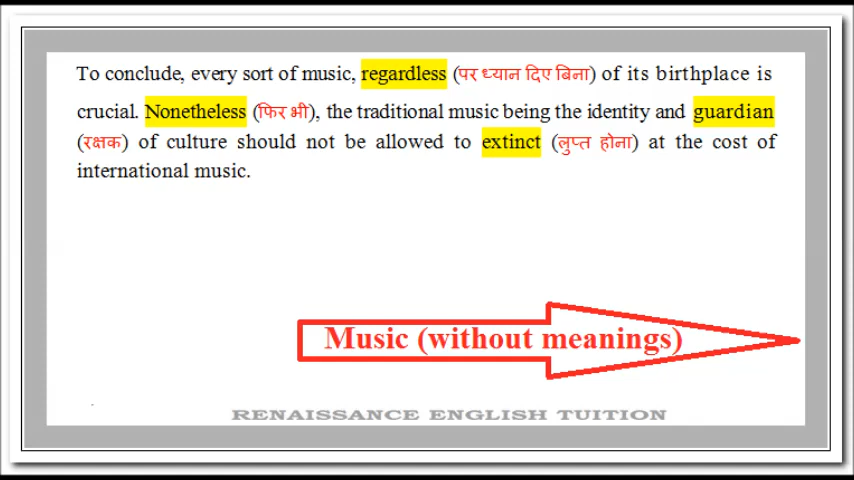 To conclude, every sort of music, regardless (पर ध्यान दिए बिना) of its birthplace is
crucial. Nonetheless (फिर भी), the traditional music being the identity and guardian
(रक्षक) of culture should not be allowed to extinct (लुप्त होना) at the cost of
international music.
Music (without meanings)
RENAISSANCE ENGLISH TUITION